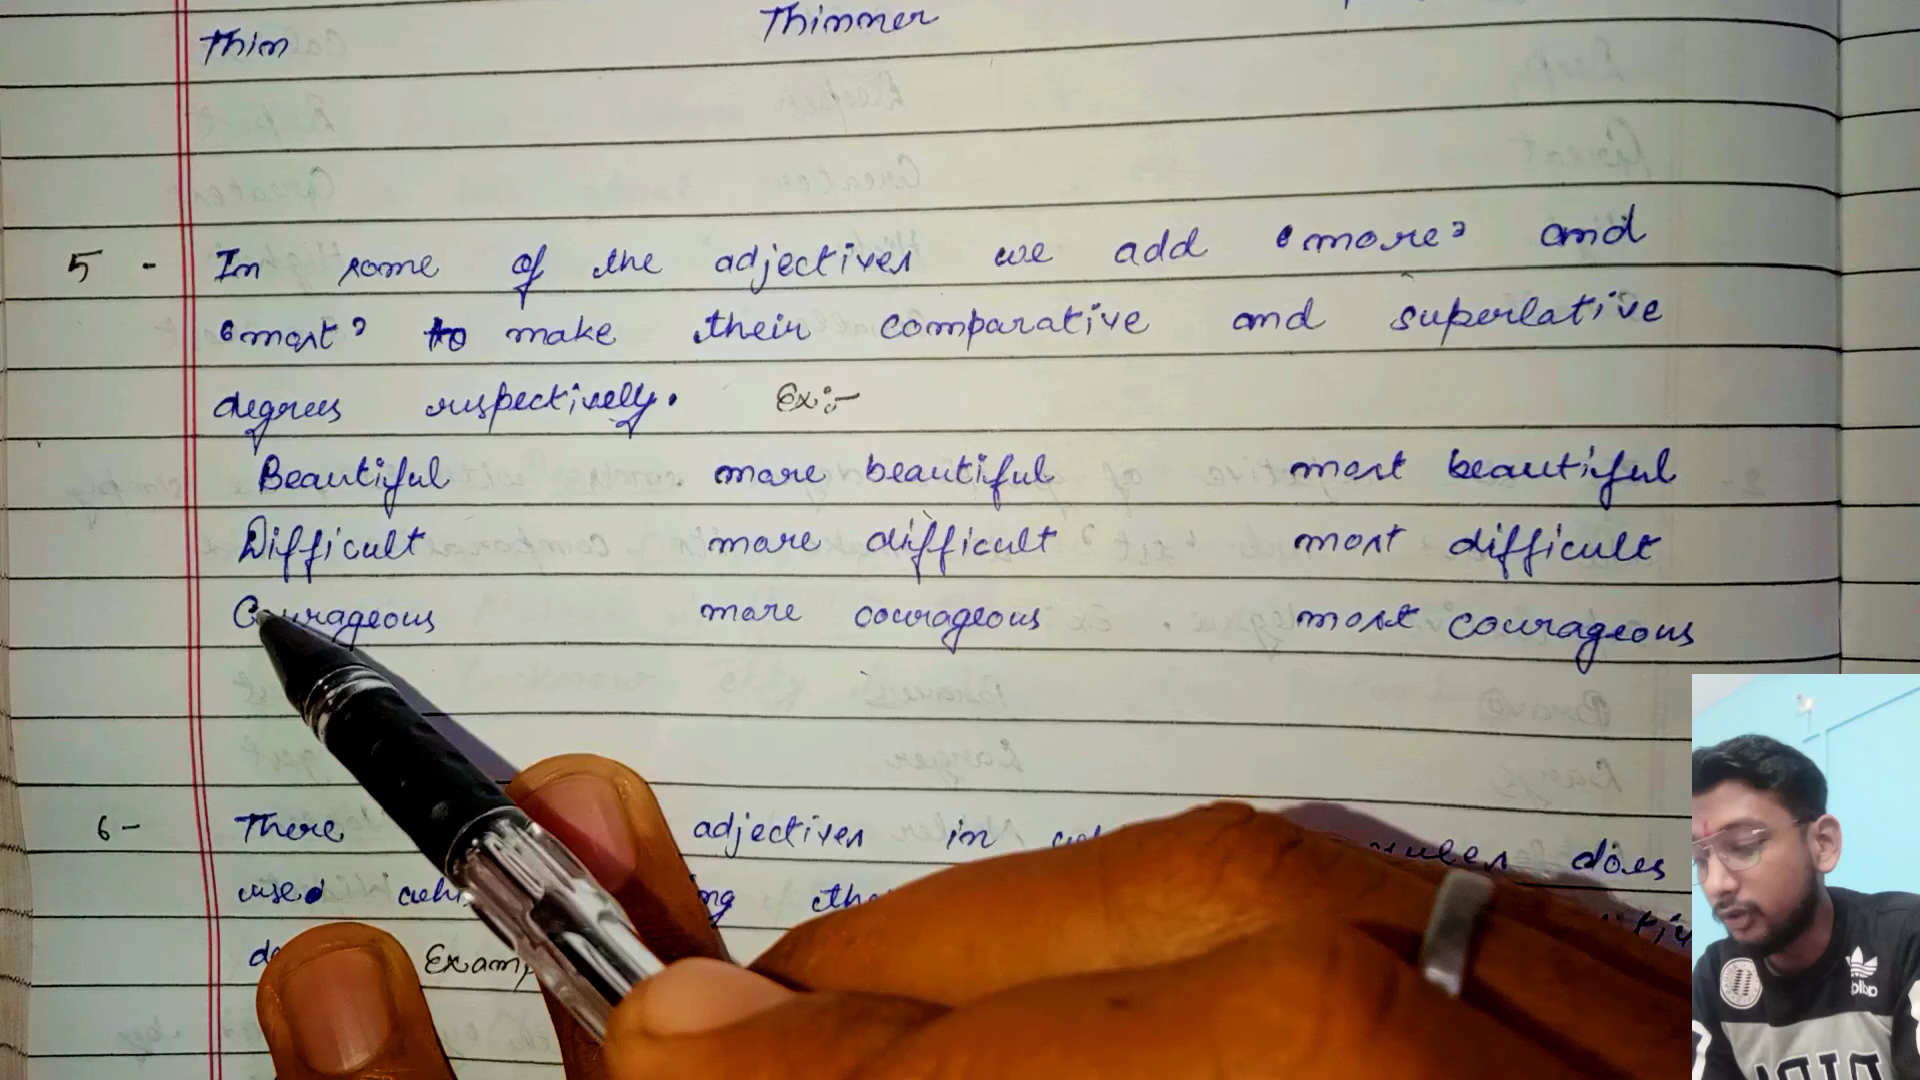 Thin Thinner
5 - In some of the adjectives we add 'more' and
'most' to make their comparative and superlative
degrees respectively. Ex:-
Beautiful more beautiful most beautiful
Difficult more difficult most difficult
Courageous more courageous most courageous
6- There adjectives in does
use
Examp